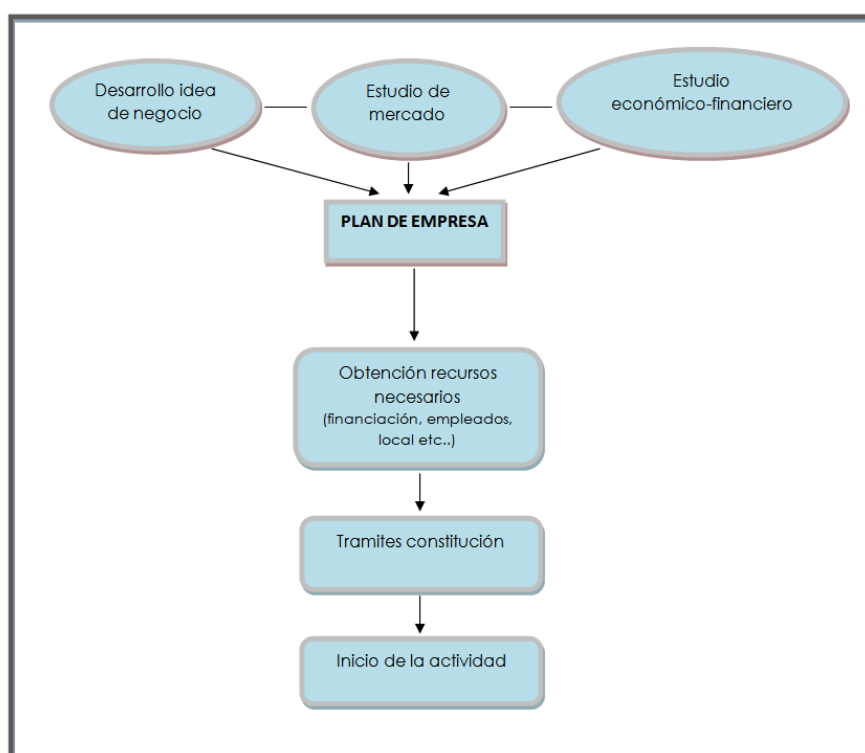 Desarrollo idea
de negocio
Estudio de
mercado
Estudio
económico-financiero
PLAN DE EMPRESA
Obtención recursos
necesarios
(financiación, empleados,
local etc..)
Tramites constitución
Inicio de la actividad